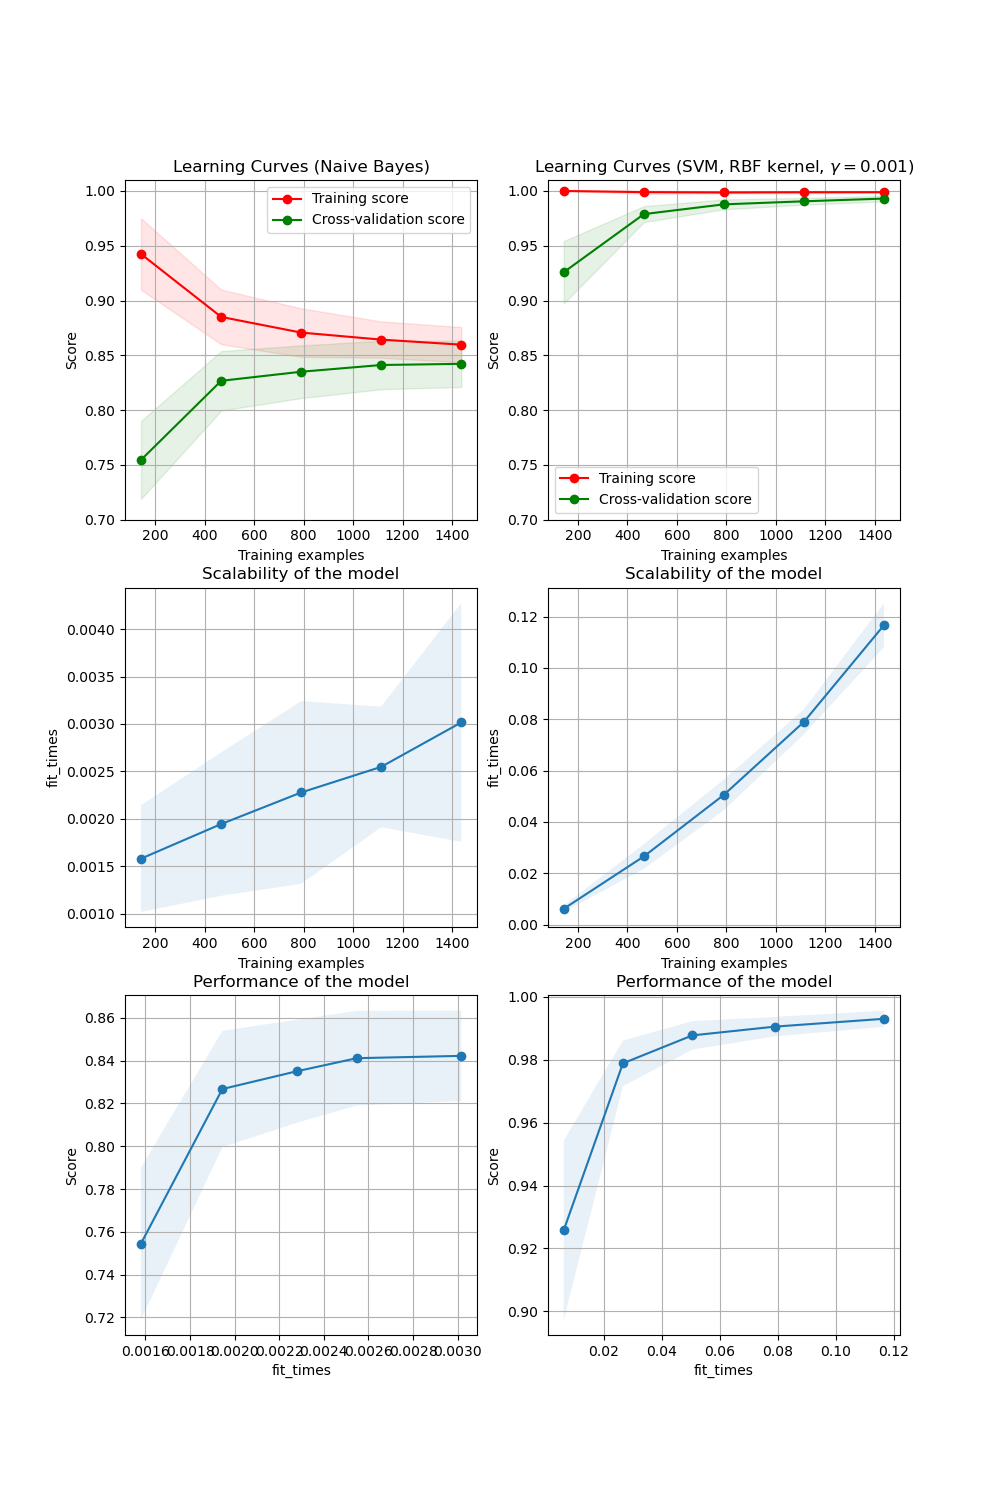 Learning Curves (Naive Bayes)
1.00
0.95
0.90
0.85
0.80
0.75
0.70
Score
Training score
Cross-validation score
200 400 600 800 1000 1200 1400
Training examples
Learning Curves (SVM, RBF kernel, γ = 0.001)
1.00
0.95
0.90
0.85
0.80
0.75
0.70
Score
Training score
Cross-validation score
200 400 600 800 1000 1200 1400
Training examples
Scalability of the model
0.0040
0.0035
0.0030
0.0025
0.0020
0.0015
0.0010
fit_times
200 400 600 800 1000 1200 1400
Training examples
Scalability of the model
0.12
0.10
0.08
0.06
0.04
0.02
0.00
fit_times
200 400 600 800 1000 1200 1400
Training examples
Performance of the model
0.86
0.84
0.82
0.80
0.78
0.76
0.74
0.72
Score
0.0016 0.0018 0.0020 0.0022 0.0024 0.0026 0.0028 0.0030
fit_times
Performance of the model
1.00
0.98
0.96
0.94
0.92
0.90
Score
0.02 0.04 0.06 0.08 0.10 0.12
fit_times